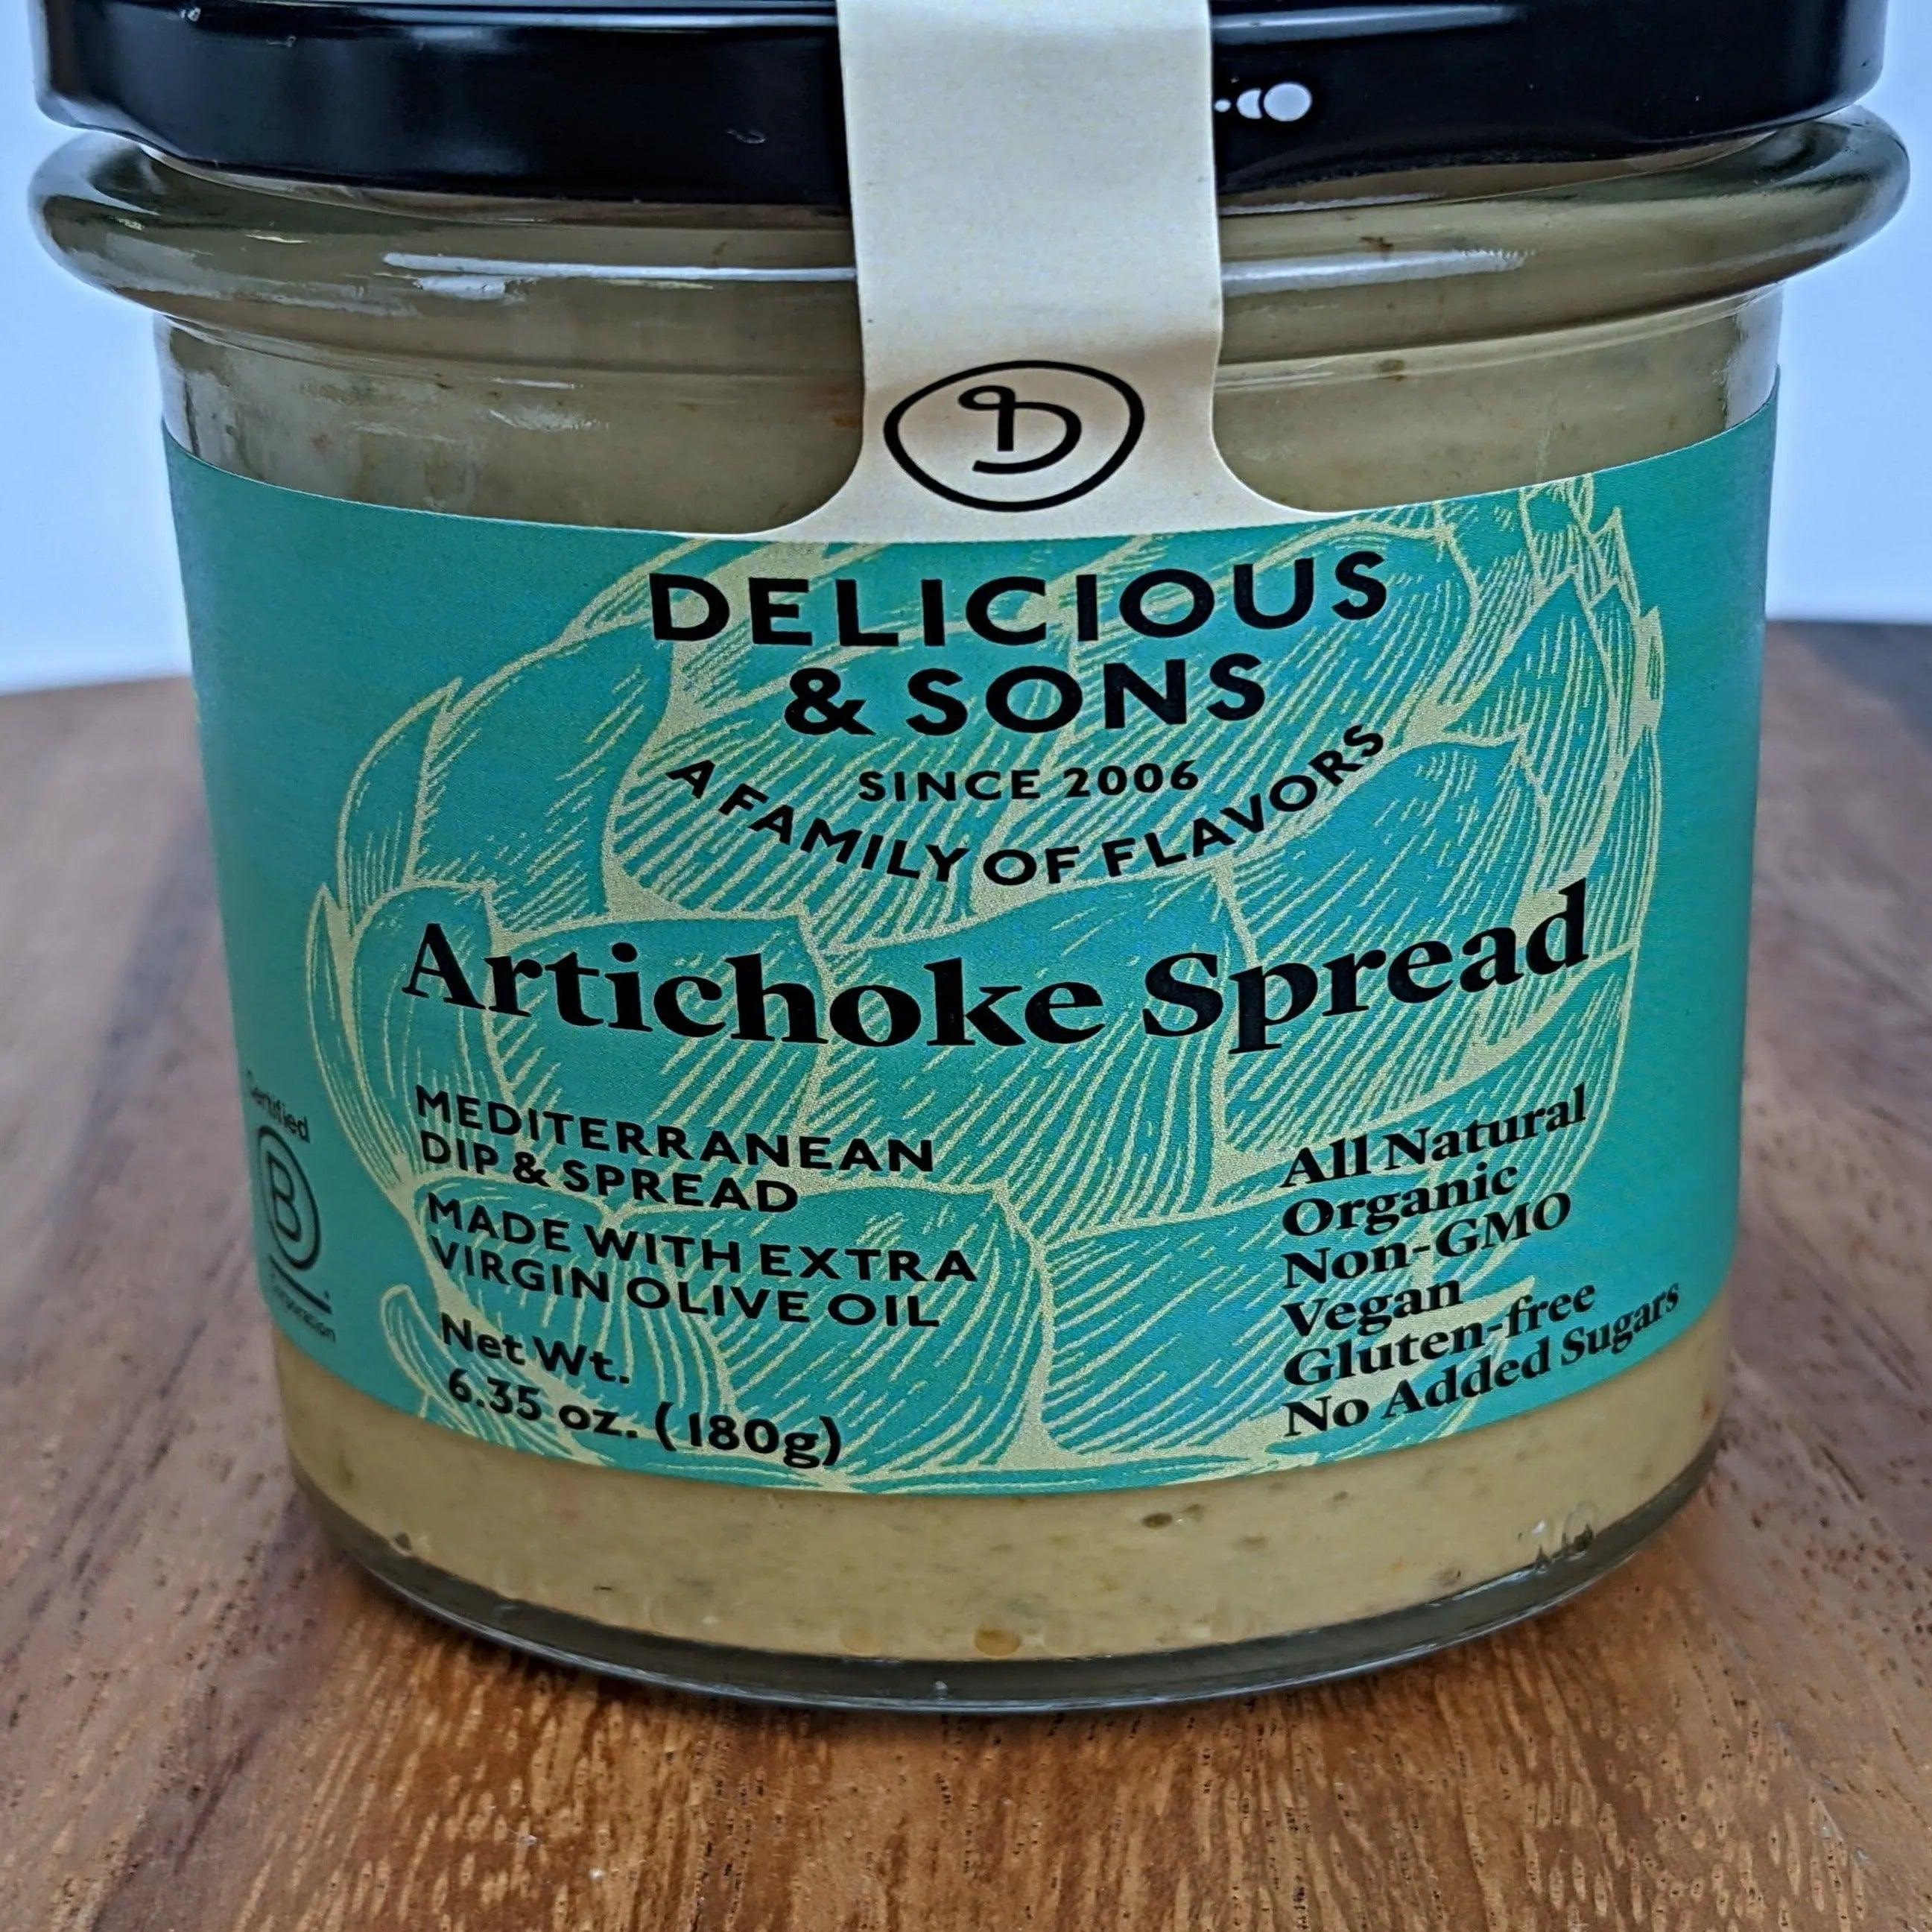 DELICIOUS
& SONS
SINCE 2006
A FAMILY OF FLAVORS
Artichoke Spread
Certified
B
Corporation
MEDITERRANEAN
DIP & SPREAD
MADE WITH EXTRA
VIRGIN OLIVE OIL
Net Wt.
6.35 oz. (180g)
All Natural
Organic
Non-GMO
Vegan
Gluten-free
No Added Sugars